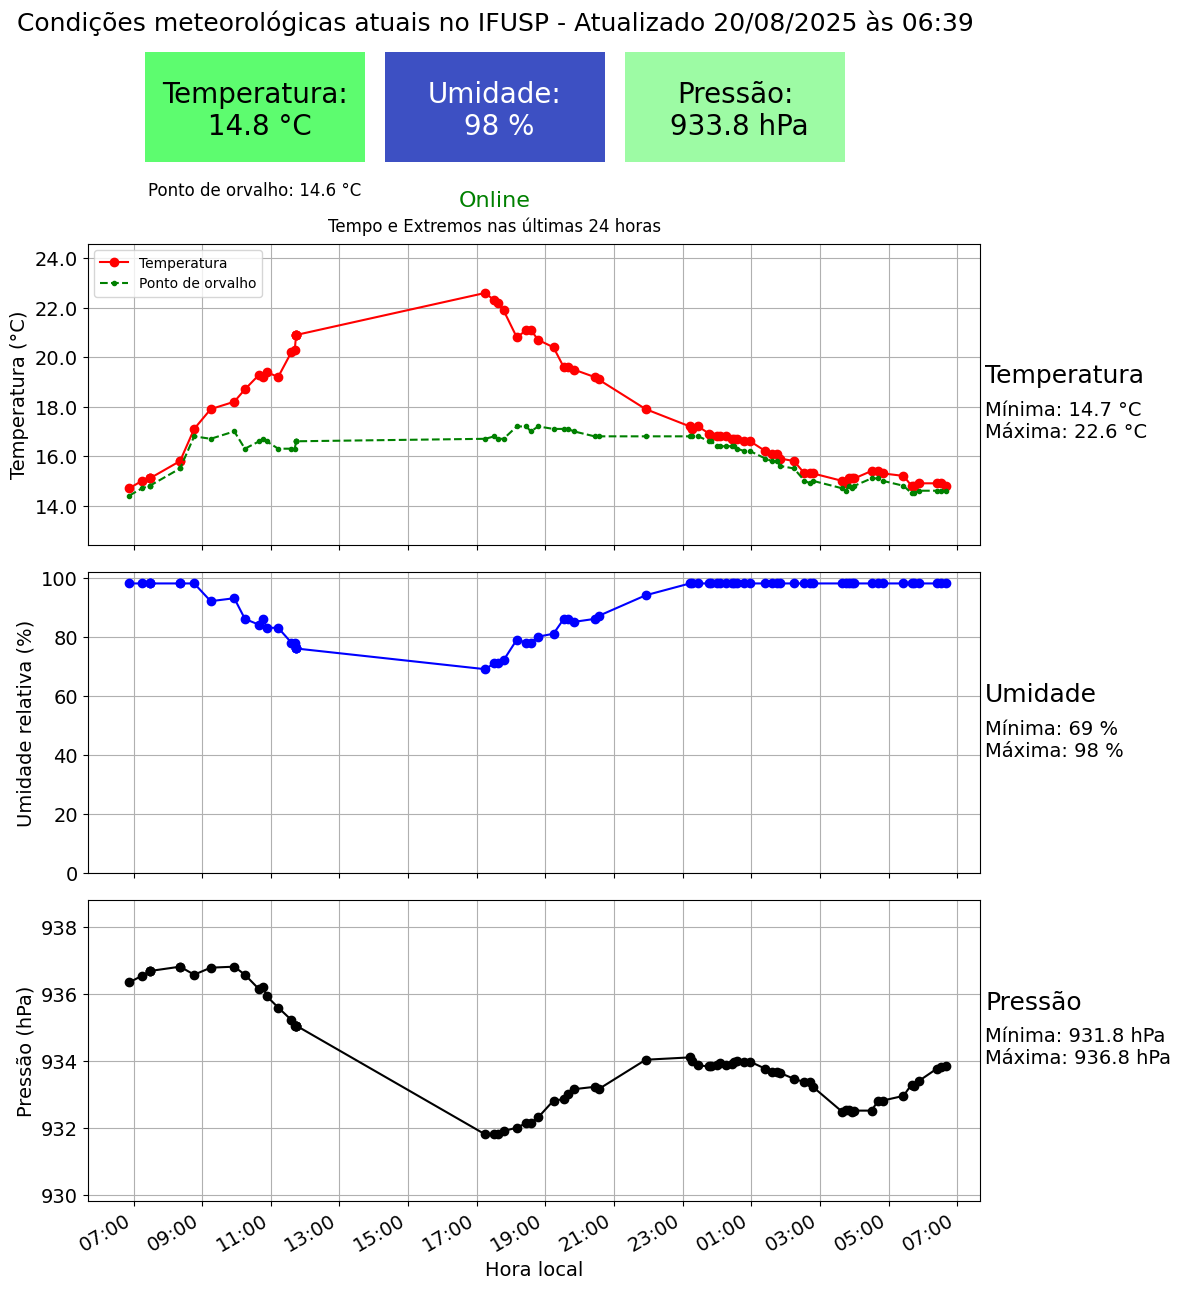 Condições meteorológicas atuais no IFUSP - Atualizado 20/08/2025 às 06:39
Temperatura:
14.8 °C
Umidade:
98 %
Pressão:
933.8 hPa
Ponto de orvalho: 14.6 °C
Online
Tempo e Extremos nas últimas 24 horas
Temperatura
Ponto de orvalho
Temperatura (°C)
24.0
22.0
20.0
18.0
16.0
14.0
Temperatura
Mínima: 14.7 °C
Máxima: 22.6 °C
Umidade relativa (%)
100
80
60
40
20
0
Umidade
Mínima: 69 %
Máxima: 98 %
Pressão (hPa)
938
936
934
932
930
Pressão
Mínima: 931.8 hPa
Máxima: 936.8 hPa
07:00 09:00 11:00 13:00 15:00 17:00 19:00 21:00 23:00 01:00 03:00 05:00 07:00
Hora local